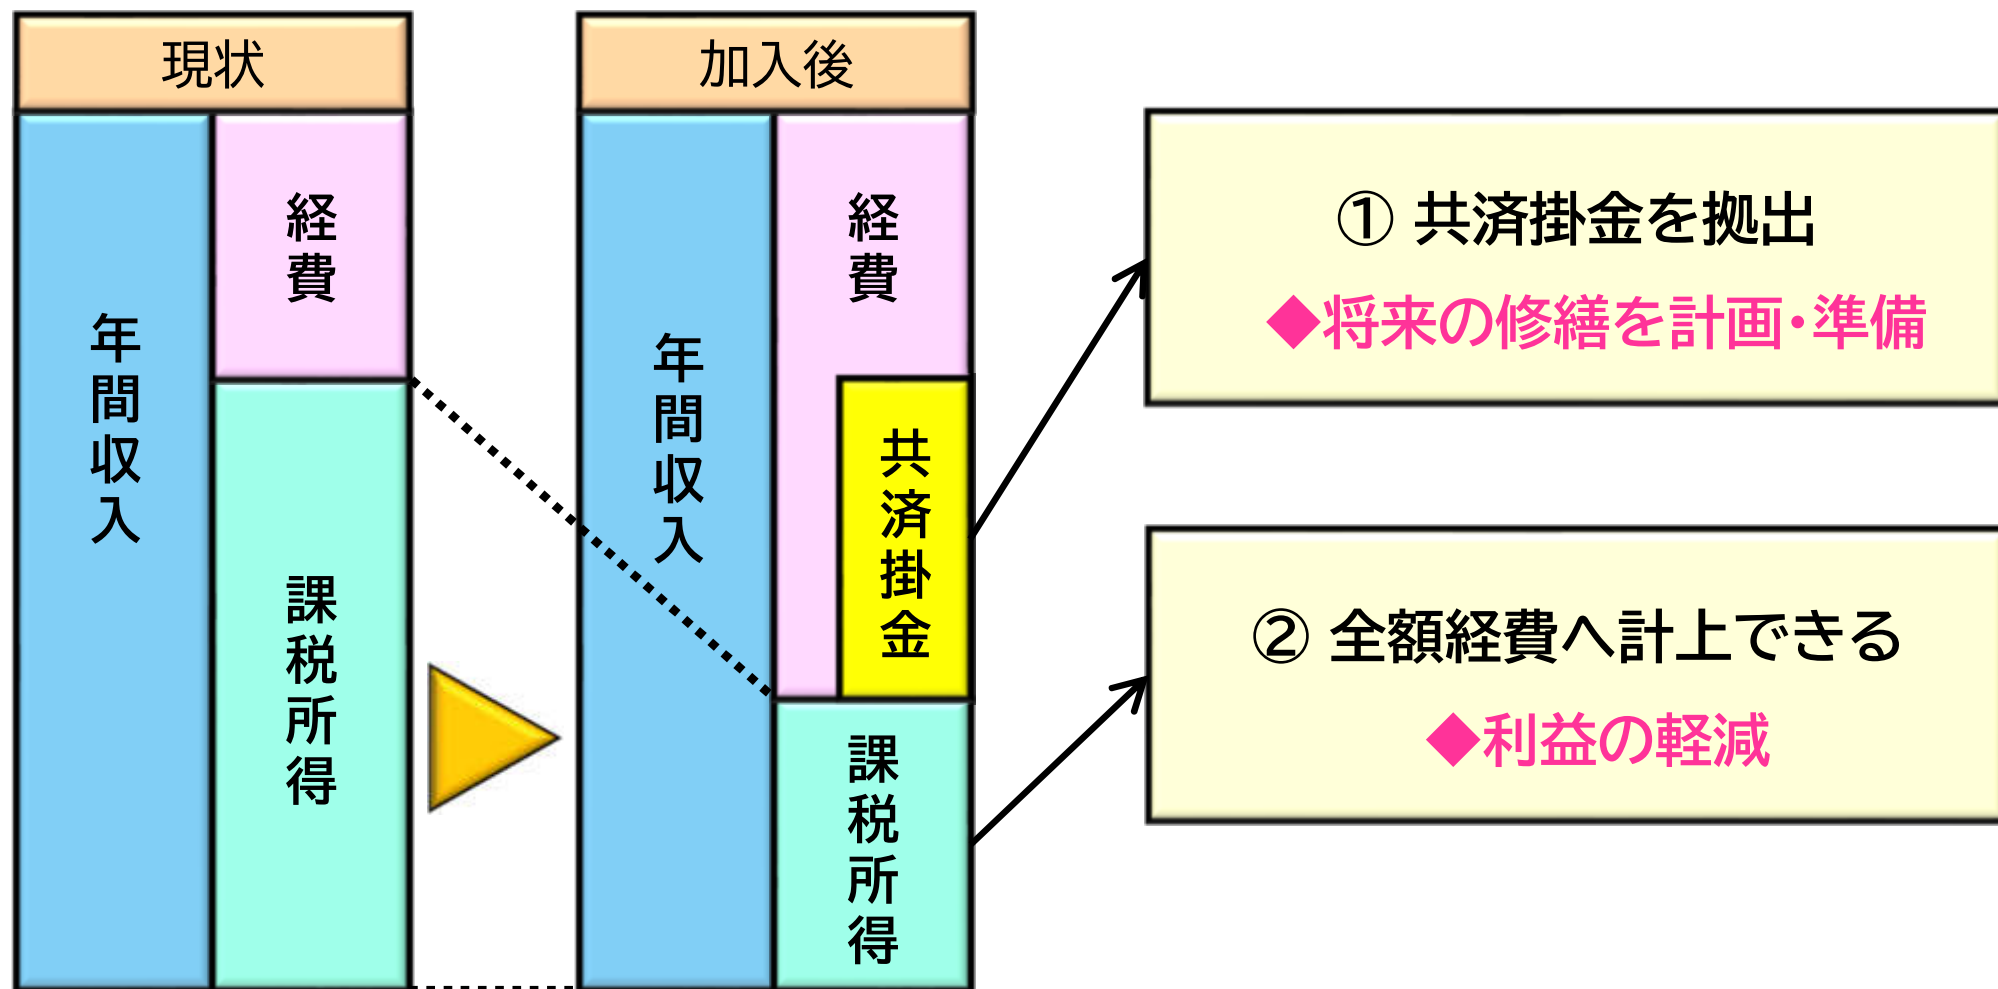 現状
年間収入
経費
課税所得
加入後
年間収入
経費
共済掛金
課税所得
① 共済掛金を拠出
◆将来の修繕を計画・準備
② 全額経費へ計上できる
◆利益の軽減